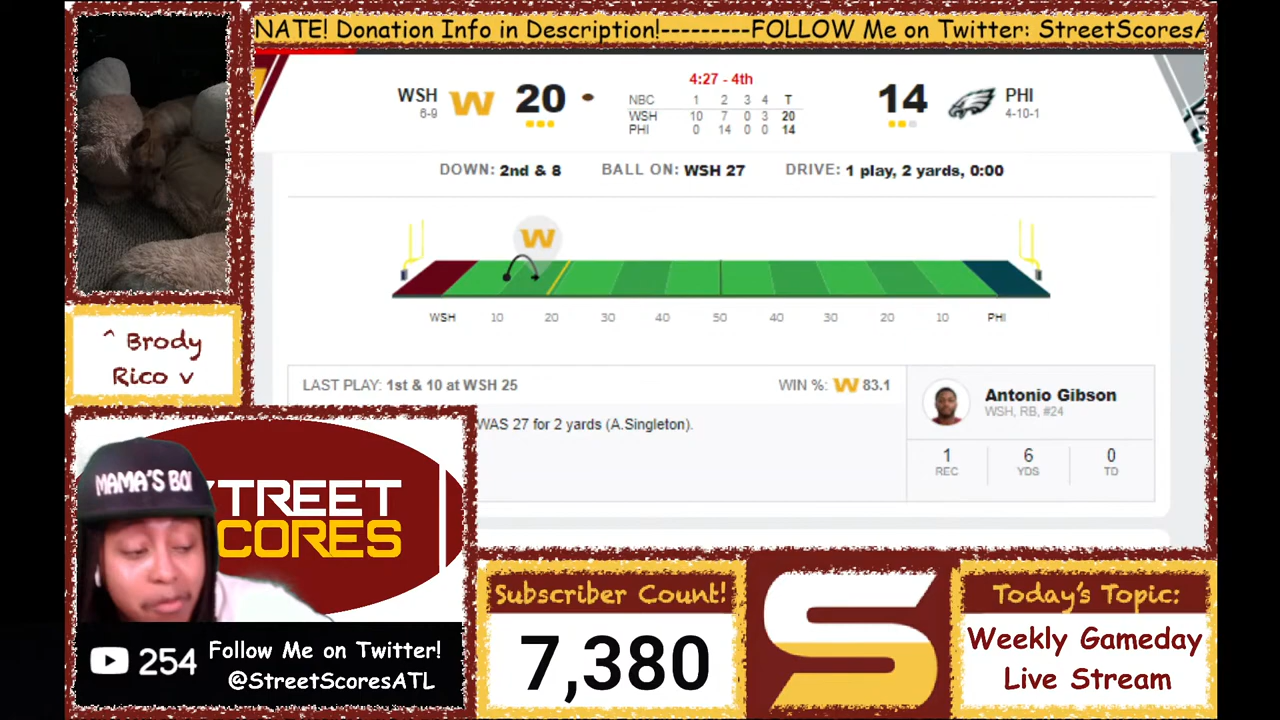 NATE! Donation Info in Description!---------FOLLOW Me on Twitter: StreetScoresA
WSH
6-9
W
20
4:27 - 4th
NBC 1 2 3 4 T
WSH 10 7 0 3 20
PHI 0 14 0 0 14
14
PHI
4-10-1
DOWN: 2nd & 8
BALL ON: WSH 27
DRIVE: 1 play, 2 yards, 0:00
W
WSH 10 20 30 40 50 40 30 20 10 PHI
LAST PLAY: 1st & 10 at WSH 25
WIN %: W 83.1
WAS 27 for 2 yards (A.Singleton).
Antonio Gibson
WSH, RB, #24
1 6 0
REC YDS TD
^ Brody
Rico v
MAMA'S BOI
TREET
CORES
254
Follow Me on Twitter!
@StreetScoresATL
Subscriber Count!
7,380
S
Today's Topic:
Weekly Gameday
Live Stream